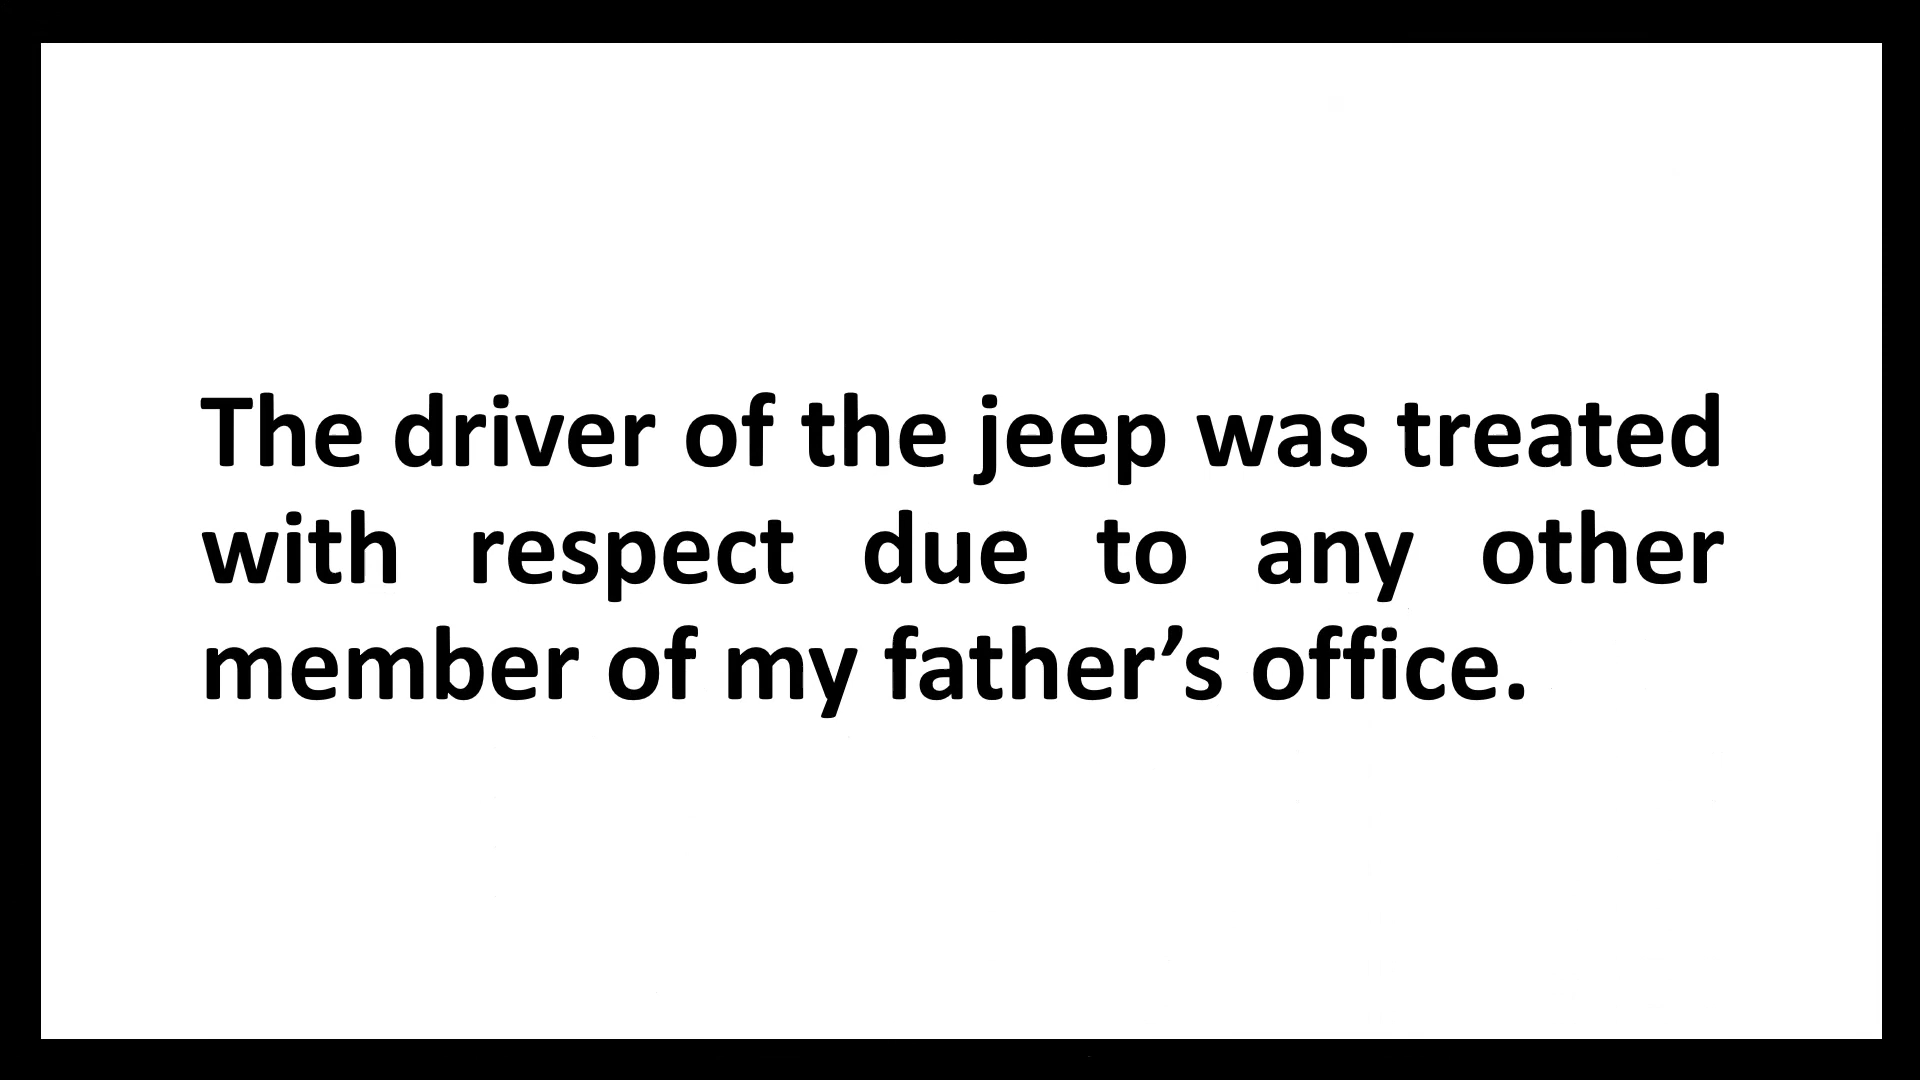 The driver of the jeep was treated
with respect due to any other
member of my father’s office.